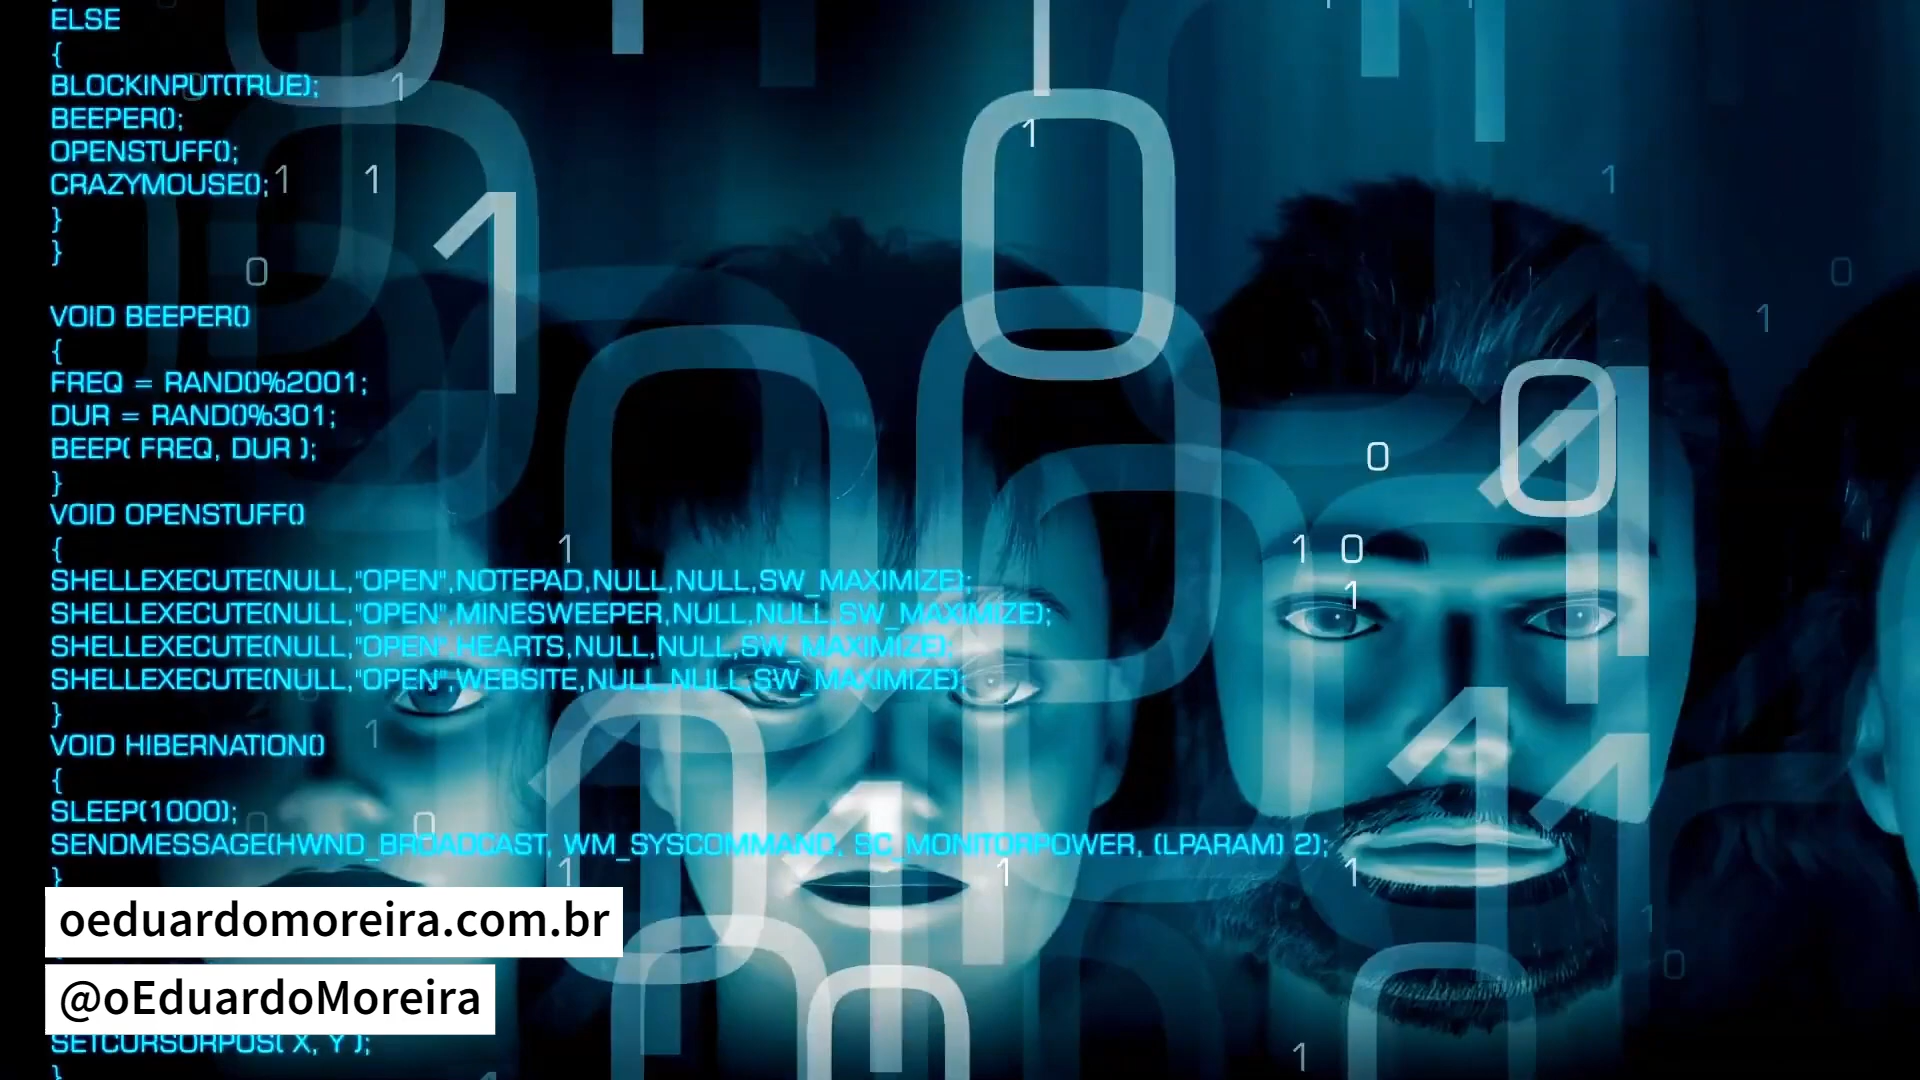 ELSE
{
BLOCKINPUT(TRUE);
BEEPER();
OPENSTUFF();
CRAZYMOUSE();
}
}
VOID BEEPER()
{
FREQ = RAND()%2001;
DUR = RAND()%301;
BEEP( FREQ, DUR );
}
VOID OPENSTUFF()
{
SHELLEXECUTE(NULL,"OPEN",NOTEPAD,NULL,NULL,SW_MAXIMIZE);
SHELLEXECUTE(NULL,"OPEN",MINESWEEPER,NULL,NULL,SW_MAXIMIZE);
SHELLEXECUTE(NULL,"OPEN",HEARTS,NULL,NULL,SW_MAXIMIZE);
SHELLEXECUTE(NULL,"OPEN",WEBSITE,NULL,NULL,SW_MAXIMIZE);
}
VOID HIBERNATION()
{
SLEEP(1000);
SENDMESSAGE(HWND_BROADCAST, WM_SYSCOMMAND, SC_MONITORPOWER, (LPARAM) 2);
}
oeduardomoreira.com.br
@oEduardoMoreira
SETCURSORPOS( X, Y );
}